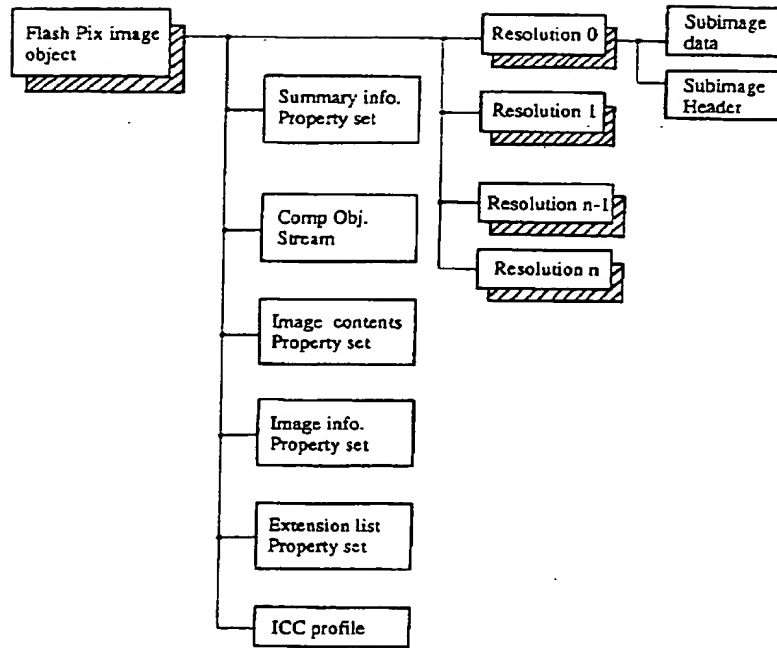 Flash Pix image
object
Resolution 0
Subimage
data
Subimage
Header
Summary info.
Property set
Resolution 1
Comp Obj.
Stream
Resolution n-1
Resolution n
Image contents
Property set
Image info.
Property set
Extension list
Property set
ICC profile